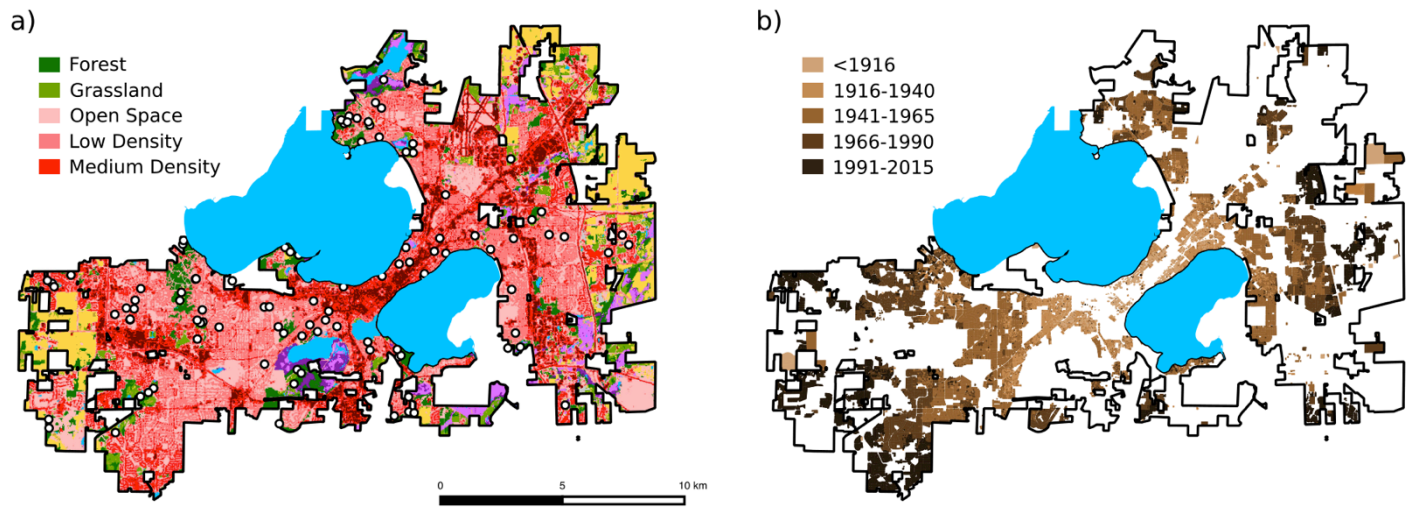 a)
Forest
Grassland
Open Space
Low Density
Medium Density
0 5 10 km
b)
<1916
1916-1940
1941-1965
1966-1990
1991-2015